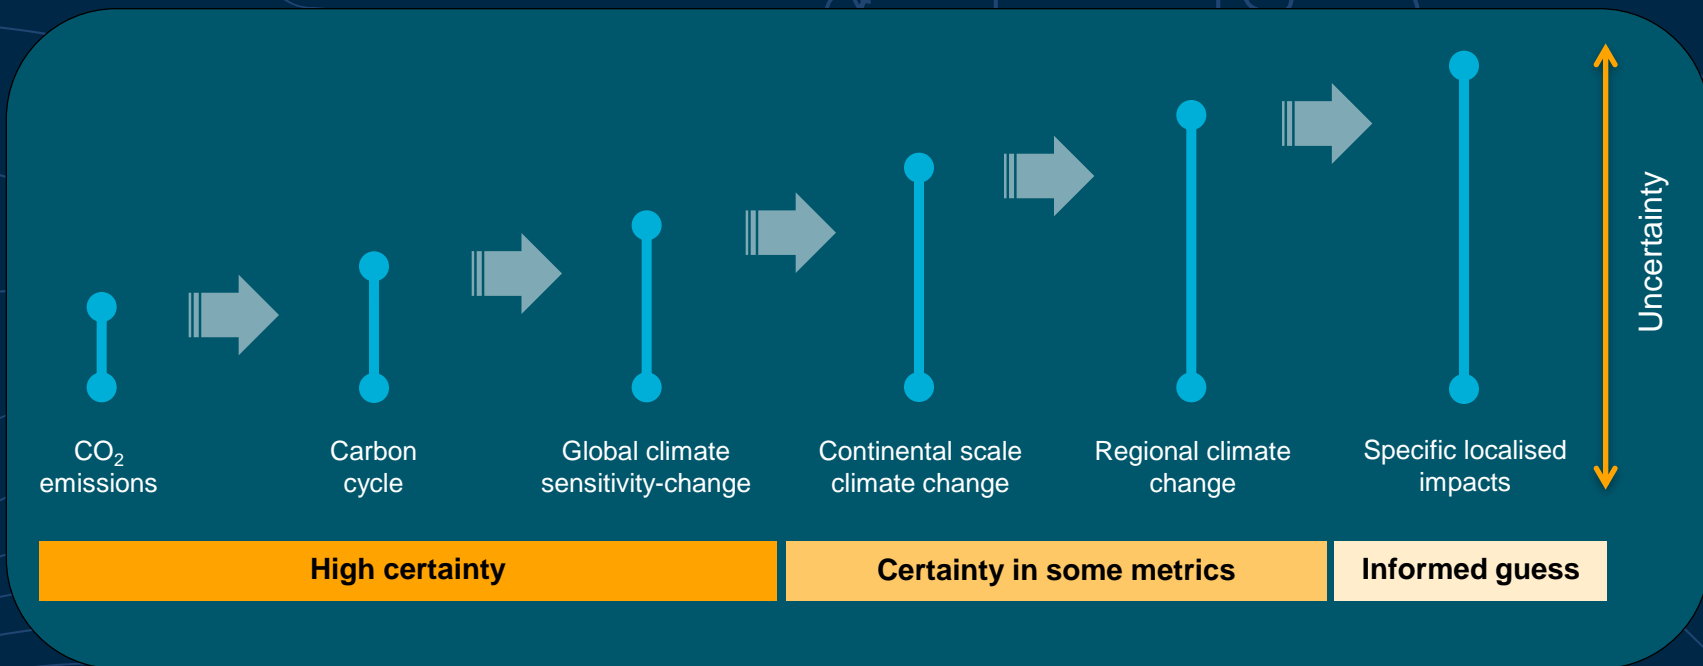 CO₂
emissions
Carbon
cycle
Global climate
sensitivity-change
Continental scale
climate change
Regional climate
change
Specific localised
impacts
Uncertainty
High certainty
Certainty in some metrics
Informed guess